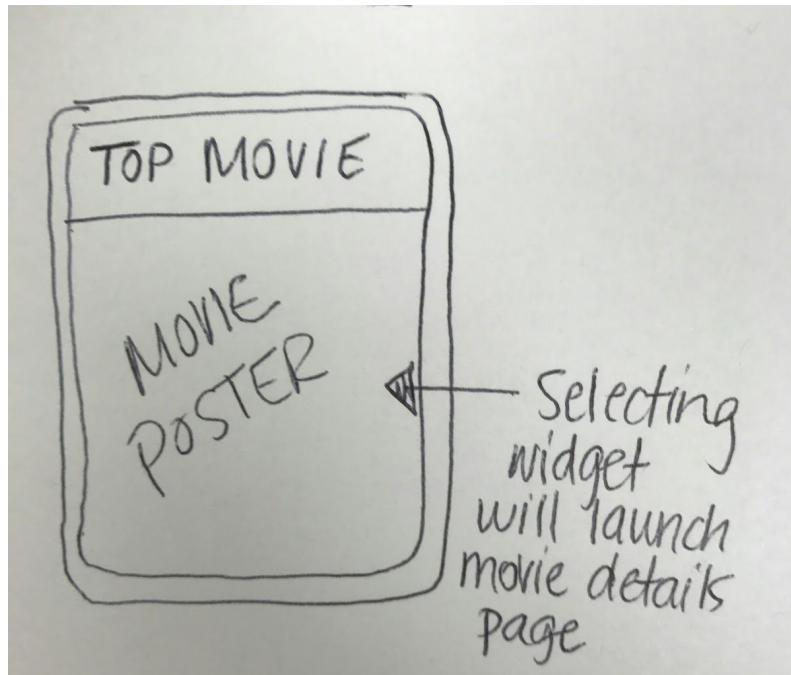 TOP MOVIE
MOVIE
POSTER
Selecting
widget
will launch
movie details
page